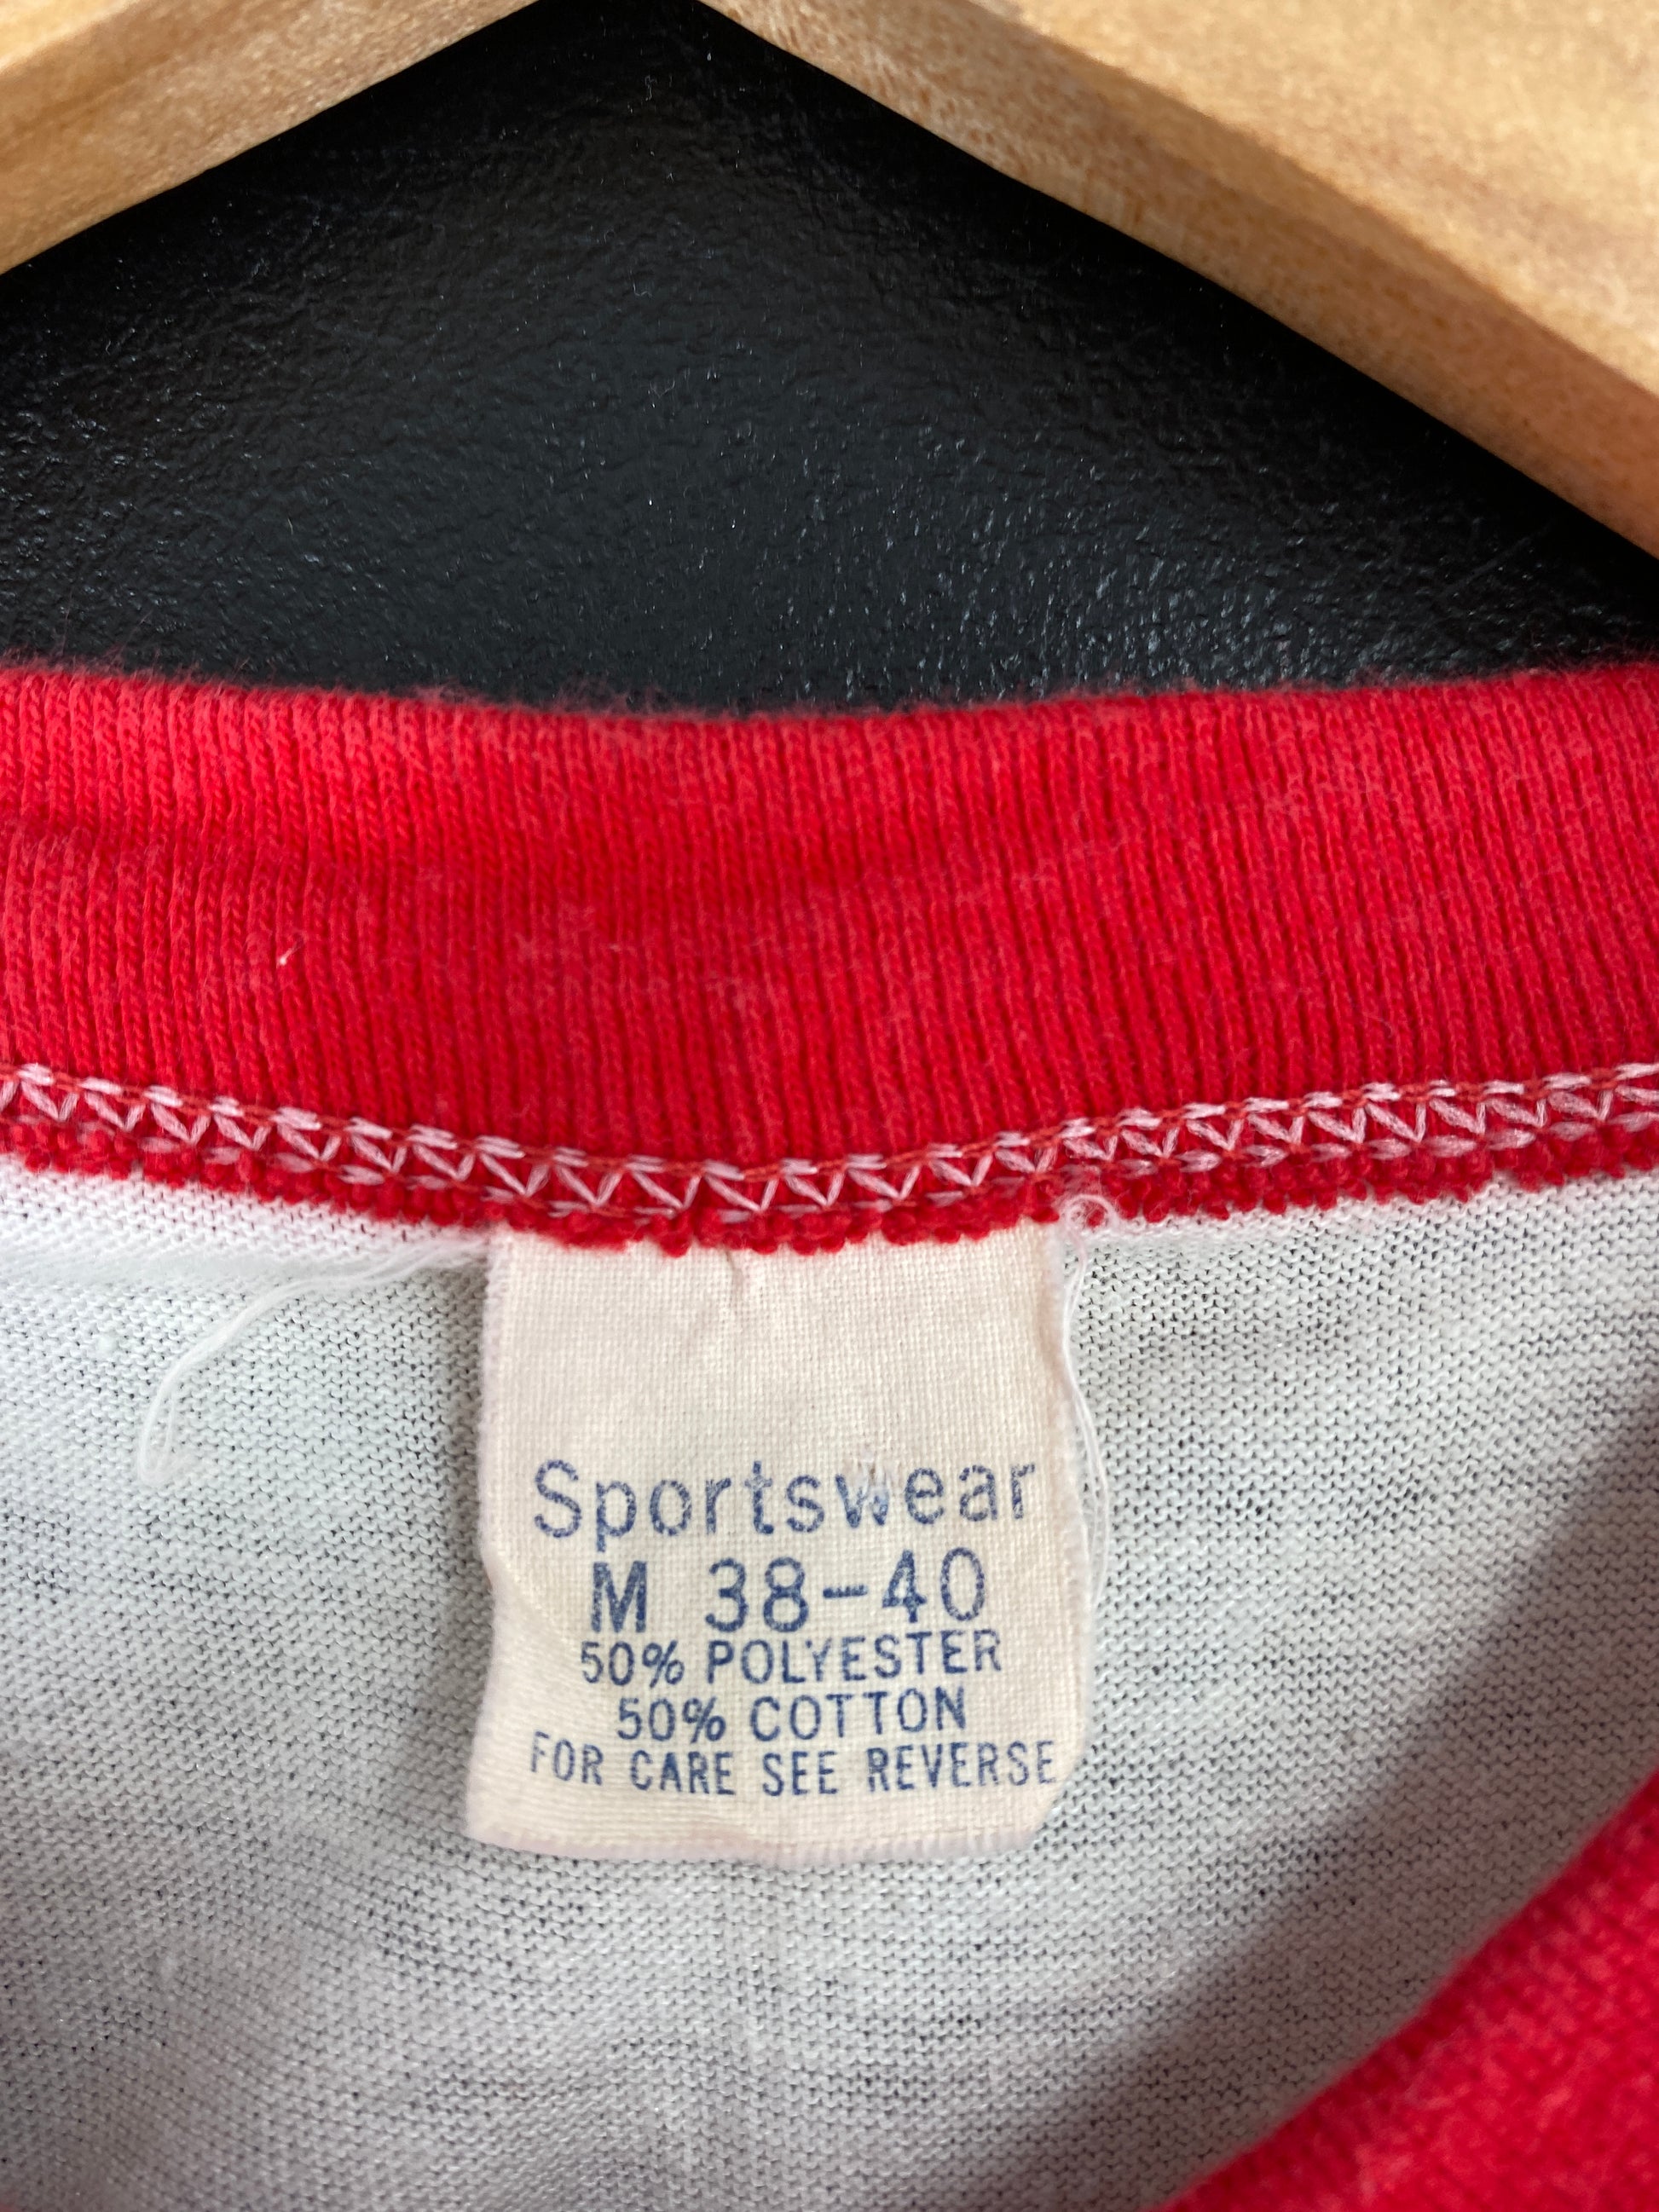 Sportswear
M 38-40
50% POLYESTER
50% COTTON
FOR CARE SEE REVERSE